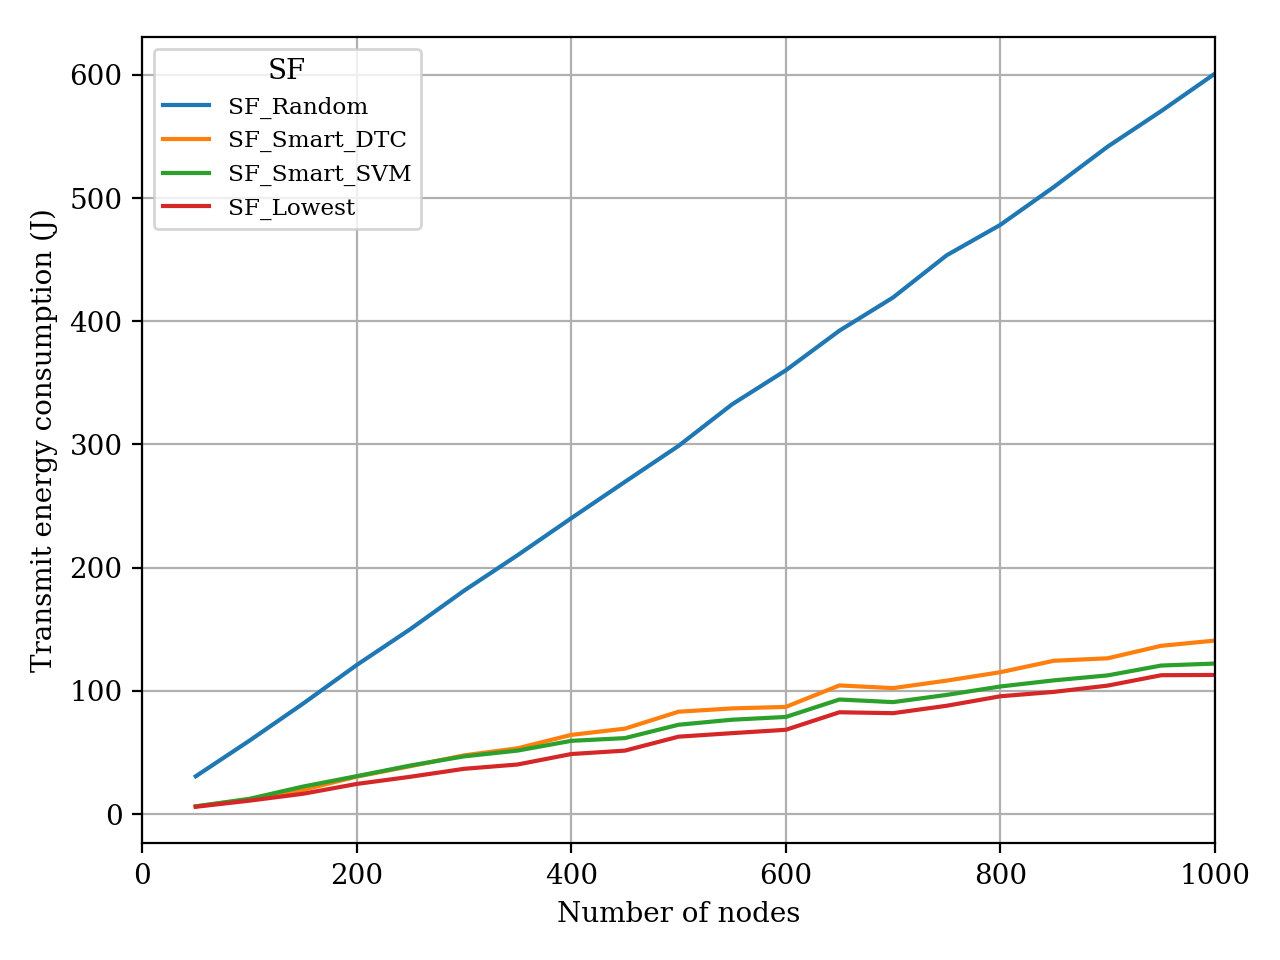 SF
SF_Random
SF_Smart_DTC
SF_Smart_SVM
SF_Lowest
Transmit energy consumption (J)
600
500
400
300
200
100
0
0 200 400 600 800 1000
Number of nodes